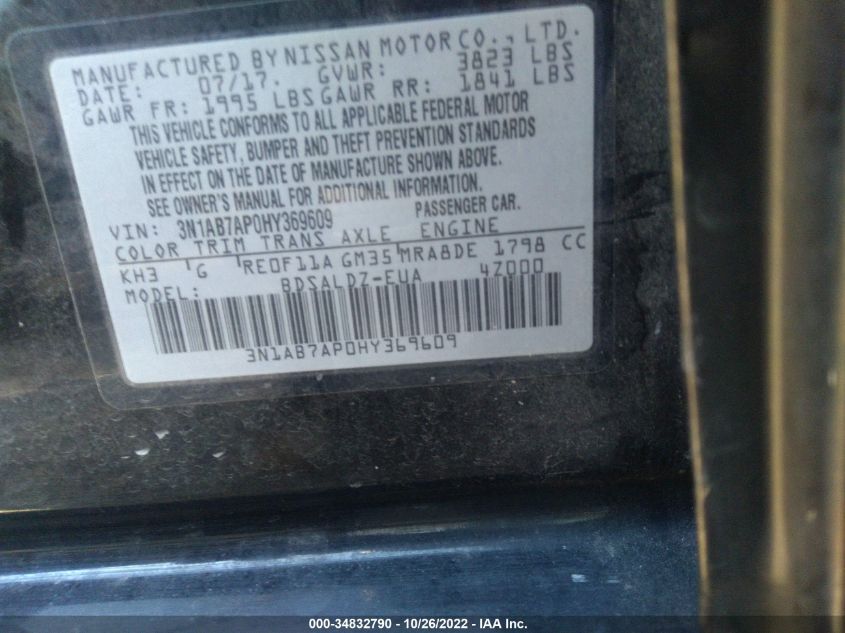 MANUFACTURED BY NISSAN MOTOR CO., LTD.
DATE: 07/17. GVWR: 3823 LBS
GAWR FR: 1995 LBS GAWR RR: 1841 LBS
THIS VEHICLE CONFORMS TO ALL APPLICABLE FEDERAL MOTOR
VEHICLE SAFETY, BUMPER AND THEFT PREVENTION STANDARDS
IN EFFECT ON THE DATE OF MANUFACTURE SHOWN ABOVE.
SEE OWNER'S MANUAL FOR ADDITIONAL INFORMATION.
VIN: 3N1AB7AP0HY369609 PASSENGER CAR.
COLOR TRIM TRANS AXLE ENGINE
KH3 G RE0F11A GM35 MRA8DE 1798 CC
MODEL: BDSALDZ-EUA 4Z000
3N1AB7AP0HY369609
000-34832790 - 10/26/2022 - IAA Inc.